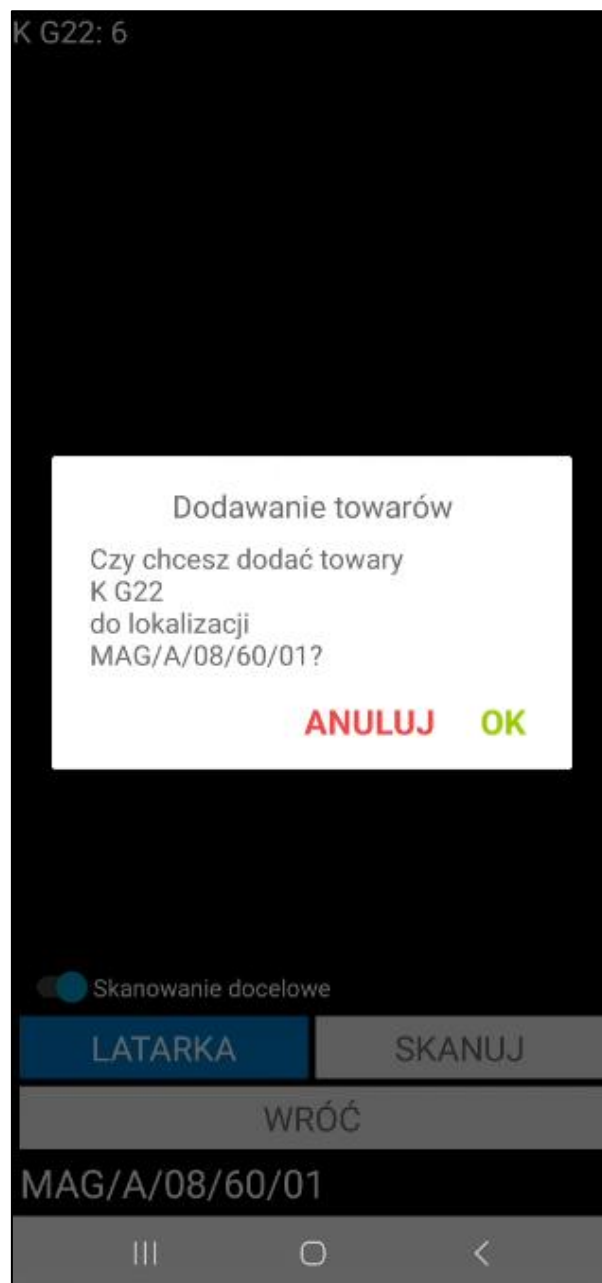 K G22: 6
Dodawanie towarów
Czy chcesz dodać towary
K G22
do lokalizacji
MAG/A/08/60/01?
ANULUJ OK
Skanowanie docelowe
LATARKA SKANUJ
WRÓĆ
MAG/A/08/60/01